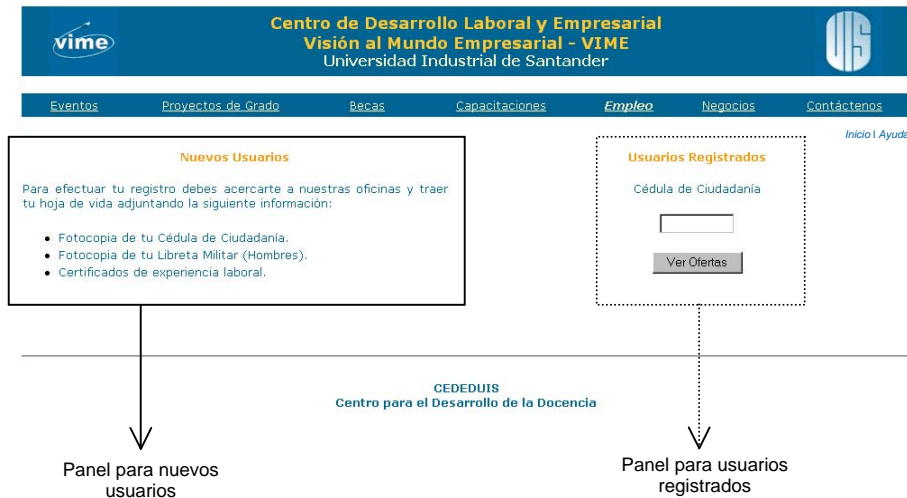 vime
Centro de Desarrollo Laboral y Empresarial
Visión al Mundo Empresarial - VIME
Universidad Industrial de Santander
UIS
Eventos Proyectos de Grado Becas Capacitaciones Empleo Negocios Contáctenos
Inicio I Ayuda
Nuevos Usuarios
Para efectuar tu registro debes acercarte a nuestras oficinas y traer
tu hoja de vida adjuntando la siguiente información:
• Fotocopia de tu Cédula de Ciudadanía.
• Fotocopia de tu Libreta Militar (Hombres).
• Certificados de experiencia laboral.
Usuarios Registrados
Cédula de Ciudadanía
Ver Ofertas
CEDEDUIS
Centro para el Desarrollo de la Docencia
Panel para nuevos
usuarios
Panel para usuarios
registrados